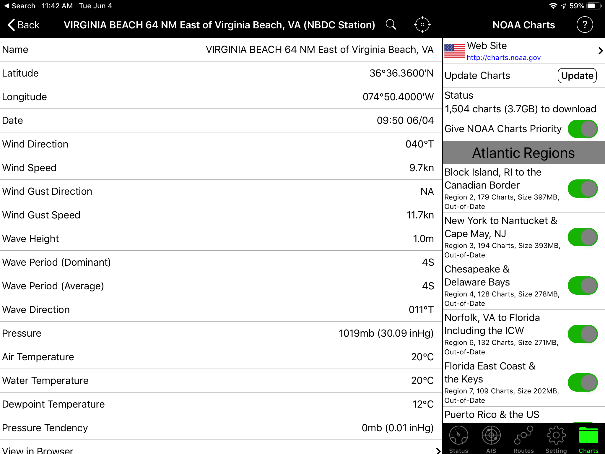 Search 11:42 AM Tue Jun 4 59%
Back VIRGINIA BEACH 64 NM East of Virginia Beach, VA (NBDC Station) NOAA Charts ?
Name VIRGINIA BEACH 64 NM East of Virginia Beach, VA
Latitude 36°36.3600'N
Longitude 074°50.4000'W
Date 09:50 06/04
Wind Direction 040°T
Wind Speed 9.7kn
Wind Gust Direction NA
Wind Gust Speed 11.7kn
Wave Height 1.0m
Wave Period (Dominant) 4S
Wave Period (Average) 4S
Wave Direction 011°T
Pressure 1019mb (30.09 inHg)
Air Temperature 20°C
Water Temperature 20°C
Dewpoint Temperature 12°C
Pressure Tendency 0mb (0.01 inHg)
View in Browser
Web Site
http://charts.noaa.gov
Update Charts Update
Status
1,504 charts (3.7GB) to download
Give NOAA Charts Priority
Atlantic Regions
Block Island, RI to the
Canadian Border
Region 2, 179 Charts, Size 397MB,
Out-of-Date
New York to Nantucket &
Cape May, NJ
Region 3, 194 Charts, Size 393MB,
Out-of-Date
Chesapeake &
Delaware Bays
Region 4, 128 Charts, Size 278MB,
Out-of-Date
Norfolk, VA to Florida
Including the ICW
Region 6, 132 Charts, Size 271MB,
Out-of-Date
Florida East Coast &
the Keys
Region 7, 109 Charts, Size 202MB,
Out-of-Date
Puerto Rico & the US
Status AIS Routes Setting Charts